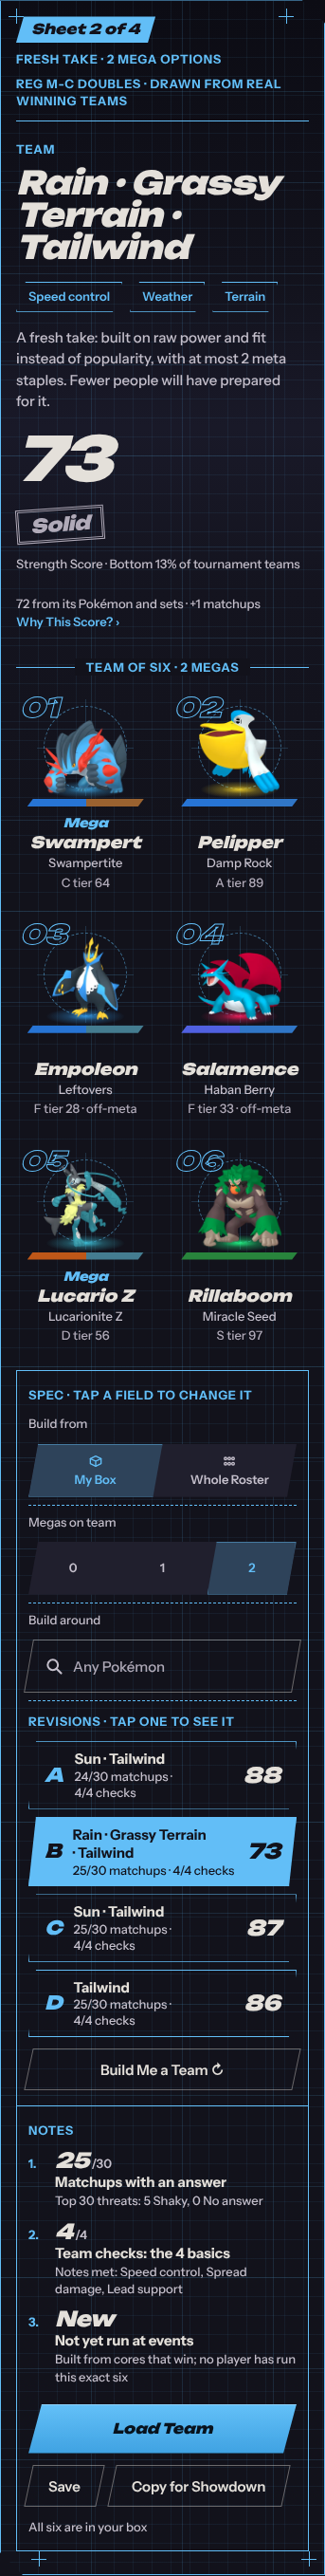 Sheet 2 of 4
FRESH TAKE · 2 MEGA OPTIONS
REG M-C DOUBLES · DRAWN FROM REAL
WINNING TEAMS
TEAM
Rain · Grassy
Terrain ·
Tailwind
Speed control
Weather
Terrain
A fresh take: built on raw power and fit
instead of popularity, with at most 2 meta
staples. Fewer people will have prepared
for it.
73
Solid
Strength Score · Bottom 13% of tournament teams
72 from its Pokémon and sets · +1 matchups
Why This Score? ›
TEAM OF SIX · 2 MEGAS
01
02
Mega
Swampert
Pelipper
Swampertite
Damp Rock
C tier 64
A tier 89
03
04
Empoleon
Salamence
Leftovers
Haban Berry
F tier 28 · off-meta
F tier 33 · off-meta
05
06
Mega
Lucario Z
Rillaboom
Lucarionite Z
Miracle Seed
D tier 56
S tier 97
SPEC · TAP A FIELD TO CHANGE IT
Build from
My Box
Whole Roster
Megas on team
0
1
2
Build around
Any Pokémon
REVISIONS · TAP ONE TO SEE IT
A
Sun · Tailwind
24/30 matchups ·
4/4 checks
88
B
Rain · Grassy Terrain
· Tailwind
25/30 matchups · 4/4 checks
73
C
Sun · Tailwind
25/30 matchups ·
4/4 checks
87
D
Tailwind
25/30 matchups ·
4/4 checks
86
Build Me a Team ↻
NOTES
1. 25/30
Matchups with an answer
Top 30 threats: 5 Shaky, 0 No answer
2. 4/4
Team checks: the 4 basics
Notes met: Speed control, Spread
damage, Lead support
3. New
Not yet run at events
Built from cores that win; no player has run
this exact six
Load Team
Save
Copy for Showdown
All six are in your box